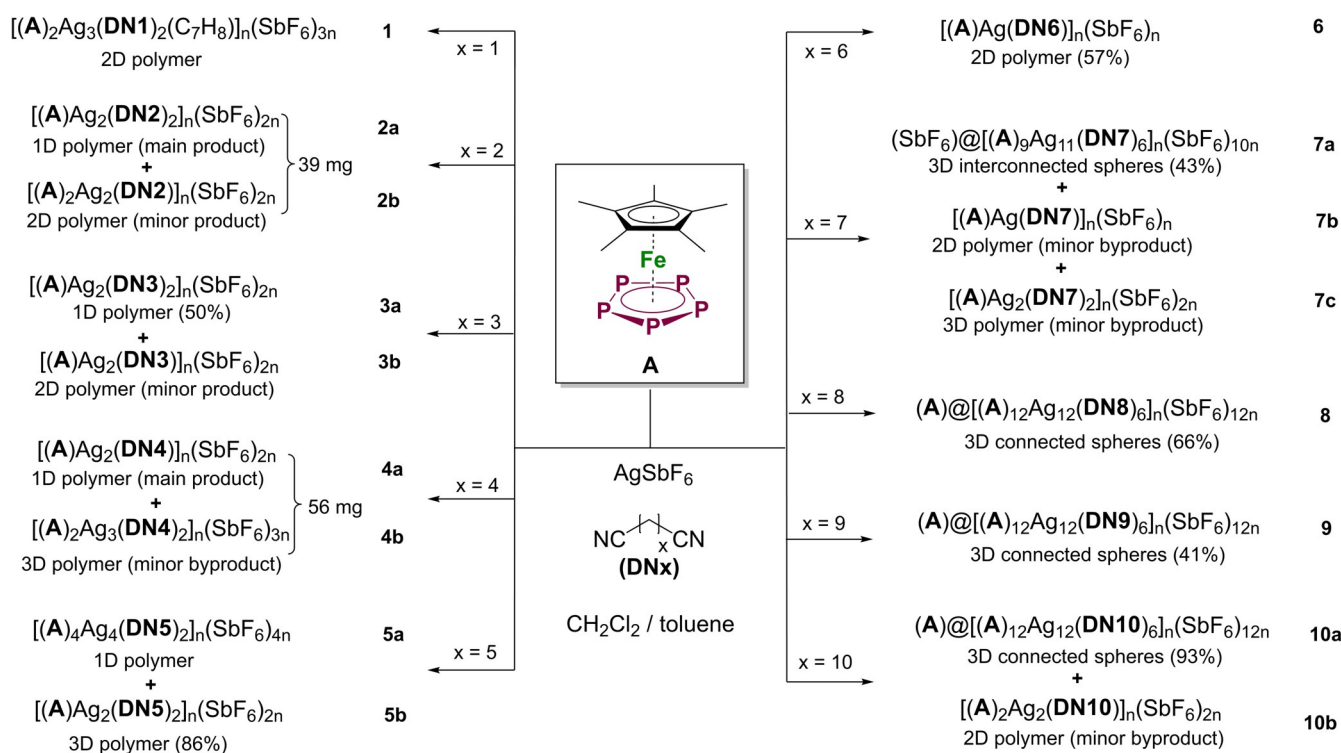 [(A)₂Ag₃(DN1)₂(C₇H₈)]ₙ(SbF₆)₃ₙ 1
2D polymer
x = 1
[(A)Ag₂(DN2)₂]ₙ(SbF₆)₂ₙ 2a
1D polymer (main product)
+
39 mg
[(A)₂Ag₂(DN2)]ₙ(SbF₆)₂ₙ 2b
2D polymer (minor product)
x = 2
[(A)Ag₂(DN3)₂]ₙ(SbF₆)₂ₙ 3a
1D polymer (50%)
+
[(A)Ag₂(DN3)]ₙ(SbF₆)₂ₙ 3b
2D polymer (minor product)
x = 3
[(A)Ag₂(DN4)]ₙ(SbF₆)₂ₙ 4a
1D polymer (main product)
+
56 mg
[(A)₂Ag₃(DN4)₂]ₙ(SbF₆)₃ₙ 4b
3D polymer (minor byproduct)
x = 4
[(A)₄Ag₄(DN5)₂]ₙ(SbF₆)₄ₙ 5a
1D polymer
+
[(A)Ag₂(DN5)₂]ₙ(SbF₆)₂ₙ 5b
3D polymer (86%)
x = 5
Fe
P P
P P
P
A
AgSbF₆
NC ( )x CN
(DNx)
CH₂Cl₂ / toluene
x = 6
[(A)Ag(DN6)]ₙ(SbF₆)ₙ 6
2D polymer (57%)
x = 7
(SbF₆)@[(A)₉Ag₁₁(DN7)₆]ₙ(SbF₆)₁₀ₙ 7a
3D interconnected spheres (43%)
+
[(A)Ag(DN7)]ₙ(SbF₆)ₙ 7b
2D polymer (minor byproduct)
+
[(A)Ag₂(DN7)₂]ₙ(SbF₆)₂ₙ 7c
3D polymer (minor byproduct)
x = 8
(A)@[(A)₁₂Ag₁₂(DN8)₆]ₙ(SbF₆)₁₂ₙ 8
3D connected spheres (66%)
x = 9
(A)@[(A)₁₂Ag₁₂(DN9)₆]ₙ(SbF₆)₁₂ₙ 9
3D connected spheres (41%)
x = 10
(A)@[(A)₁₂Ag₁₂(DN10)₆]ₙ(SbF₆)₁₂ₙ 10a
3D connected spheres (93%)
+
[(A)₂Ag₂(DN10)]ₙ(SbF₆)₂ₙ 10b
2D polymer (minor byproduct)